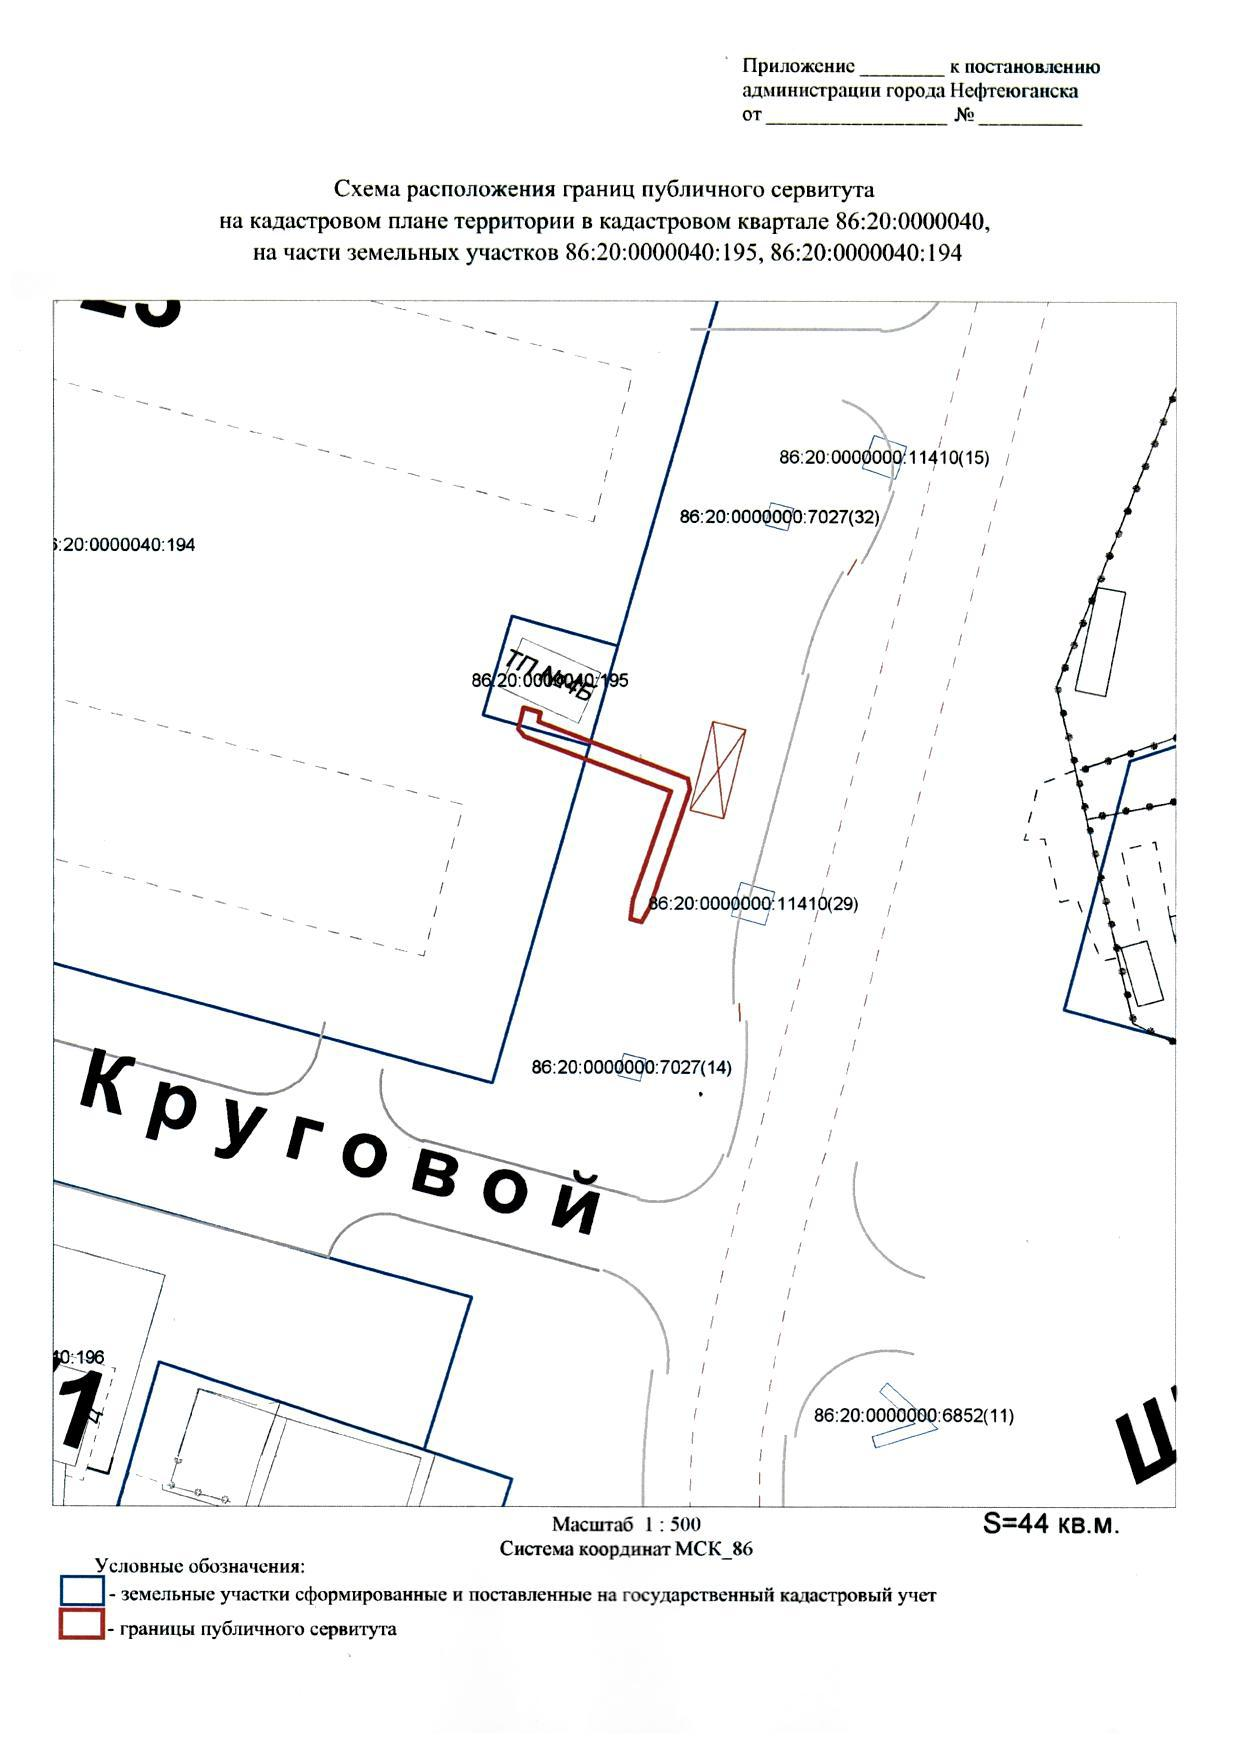 Приложение ________ к постановлению
администрации города Нефтеюганска
от _________________ № __________
Схема расположения границ публичного сервитута
на кадастровом плане территории в кадастровом квартале 86:20:0000040,
на части земельных участков 86:20:0000040:195, 86:20:0000040:194
86:20:0000000:11410(15)
86:20:0000000:7027(32)
:20:0000040:194
ТП №4Б
86:20:0000040:195
86:20:0000000:11410(29)
86:20:0000000:7027(14)
Круговой
40:196
1
86:20:0000000:6852(11)
Масштаб 1 : 500
S=44 кв.м.
Система координат МСК_86
Условные обозначения:
- земельные участки сформированные и поставленные на государственный кадастровый учет
- границы публичного сервитута